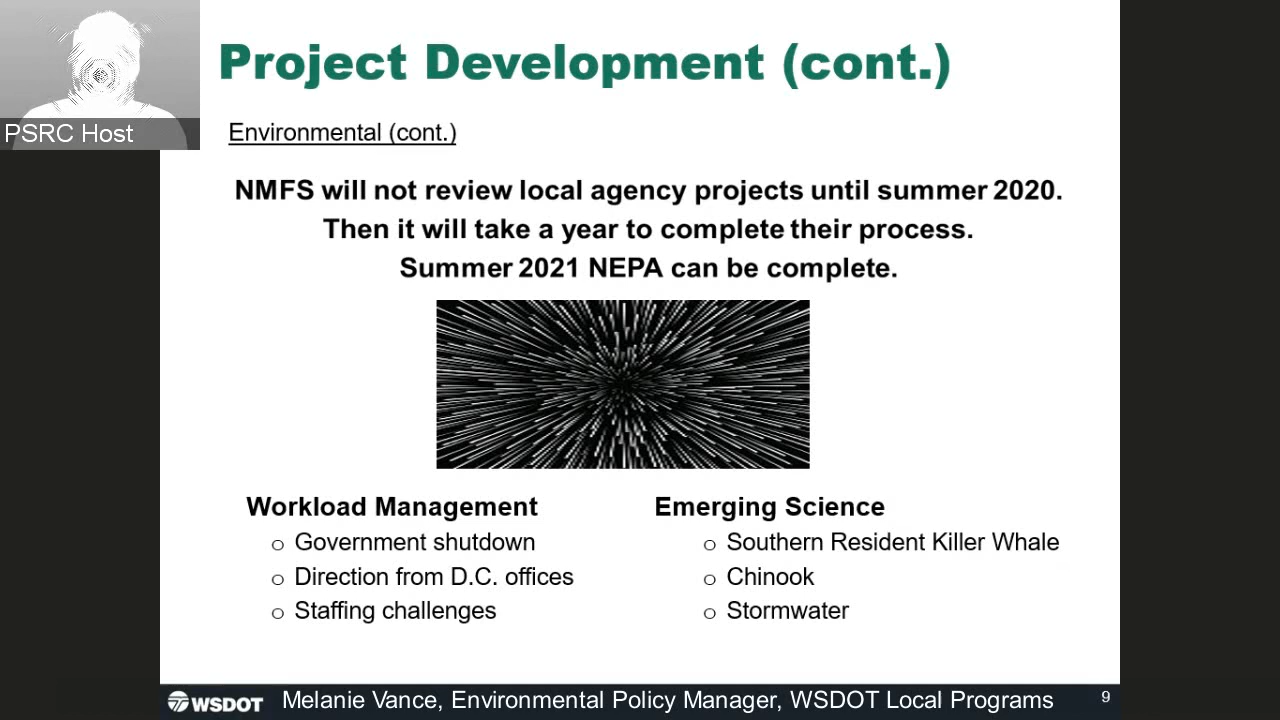 Project Development (cont.)
PSRC Host
Environmental (cont.)
NMFS will not review local agency projects until summer 2020.
Then it will take a year to complete their process.
Summer 2021 NEPA can be complete.
Workload Management
o Government shutdown
o Direction from D.C. offices
o Staffing challenges
Emerging Science
o Southern Resident Killer Whale
o Chinook
o Stormwater
WSDOT Melanie Vance, Environmental Policy Manager, WSDOT Local Programs 9